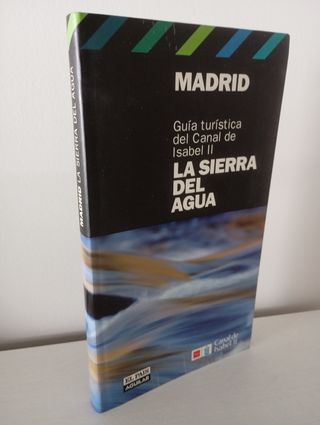 MADRID LA SIERRA DEL AGUA
MADRID
Guía turística
del Canal de
Isabel II
LA SIERRA
DEL
AGUA
EL PAIS
AGUILAR
Canal de
Isabel II